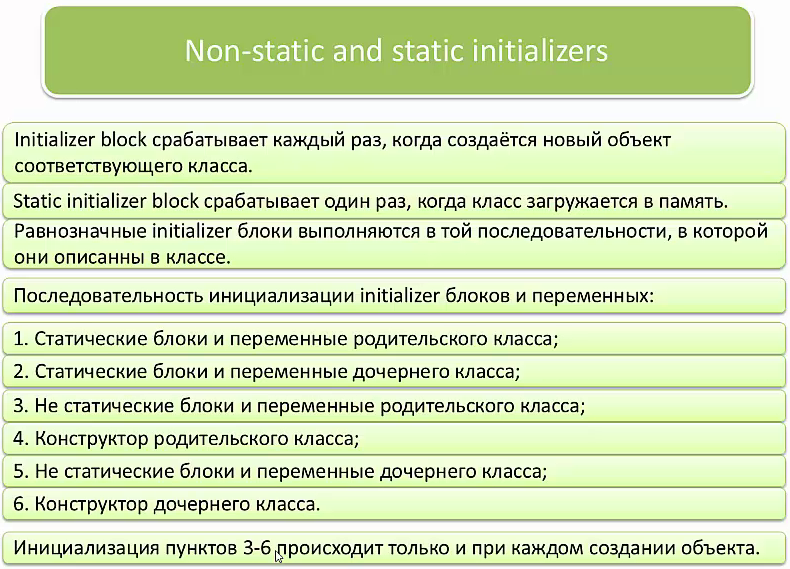 Non-static and static initializers
Initializer block срабатывает каждый раз, когда создаётся новый объект
соответствующего класса.
Static initializer block срабатывает один раз, когда класс загружается в память.
Равнозначные initializer блоки выполняются в той последовательности, в которой
они описанны в классе.
Последовательность инициализации initializer блоков и переменных:
1. Статические блоки и переменные родительского класса;
2. Статические блоки и переменные дочернего класса;
3. Не статические блоки и переменные родительского класса;
4. Конструктор родительского класса;
5. Не статические блоки и переменные дочернего класса;
6. Конструктор дочернего класса.
Инициализация пунктов 3-6 происходит только и при каждом создании объекта.